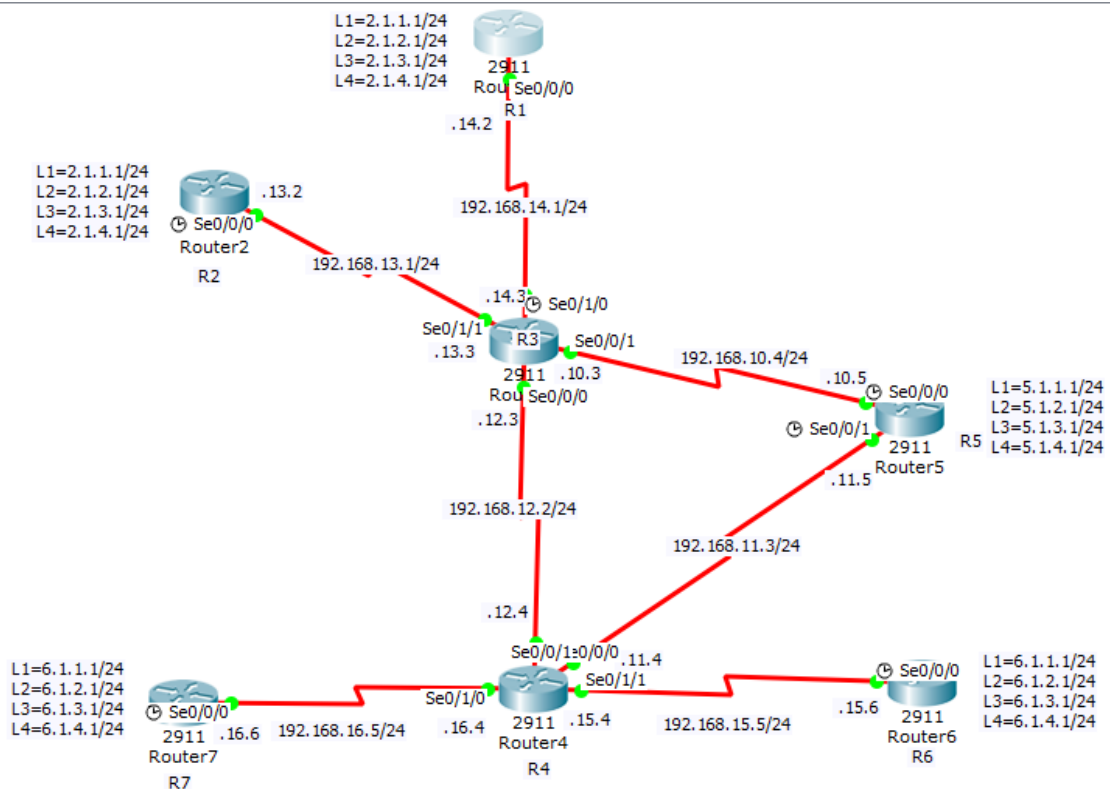 L1=2.1.1.1/24
L2=2.1.2.1/24
L3=2.1.3.1/24
L4=2.1.4.1/24
2911
Rou
Se0/0/0
R1
.14.2
192.168.14.1/24
L1=2.1.1.1/24
L2=2.1.2.1/24
L3=2.1.3.1/24
L4=2.1.4.1/24
.13.2
Se0/0/0
Router2
R2
192.168.13.1/24
.14.3
Se0/1/0
Se0/1/1
.13.3
R3
Se0/0/1
2911
.10.3
Rou
Se0/0/0
.12.3
192.168.10.4/24
.10.5
Se0/0/0
Se0/0/1
2911
Router5
R5
L1=5.1.1.1/24
L2=5.1.2.1/24
L3=5.1.3.1/24
L4=5.1.4.1/24
.11.5
192.168.12.2/24
192.168.11.3/24
.12.4
Se0/0/1
0/0/0
.11.4
Se0/1/1
Se0/1/0
.16.4
2911
.15.4
Router4
R4
L1=6.1.1.1/24
L2=6.1.2.1/24
L3=6.1.3.1/24
L4=6.1.4.1/24
Se0/0/0
2911
.16.6
Router7
R7
192.168.16.5/24
192.168.15.5/24
Se0/0/0
.15.6
2911
Router6
R6
L1=6.1.1.1/24
L2=6.1.2.1/24
L3=6.1.3.1/24
L4=6.1.4.1/24